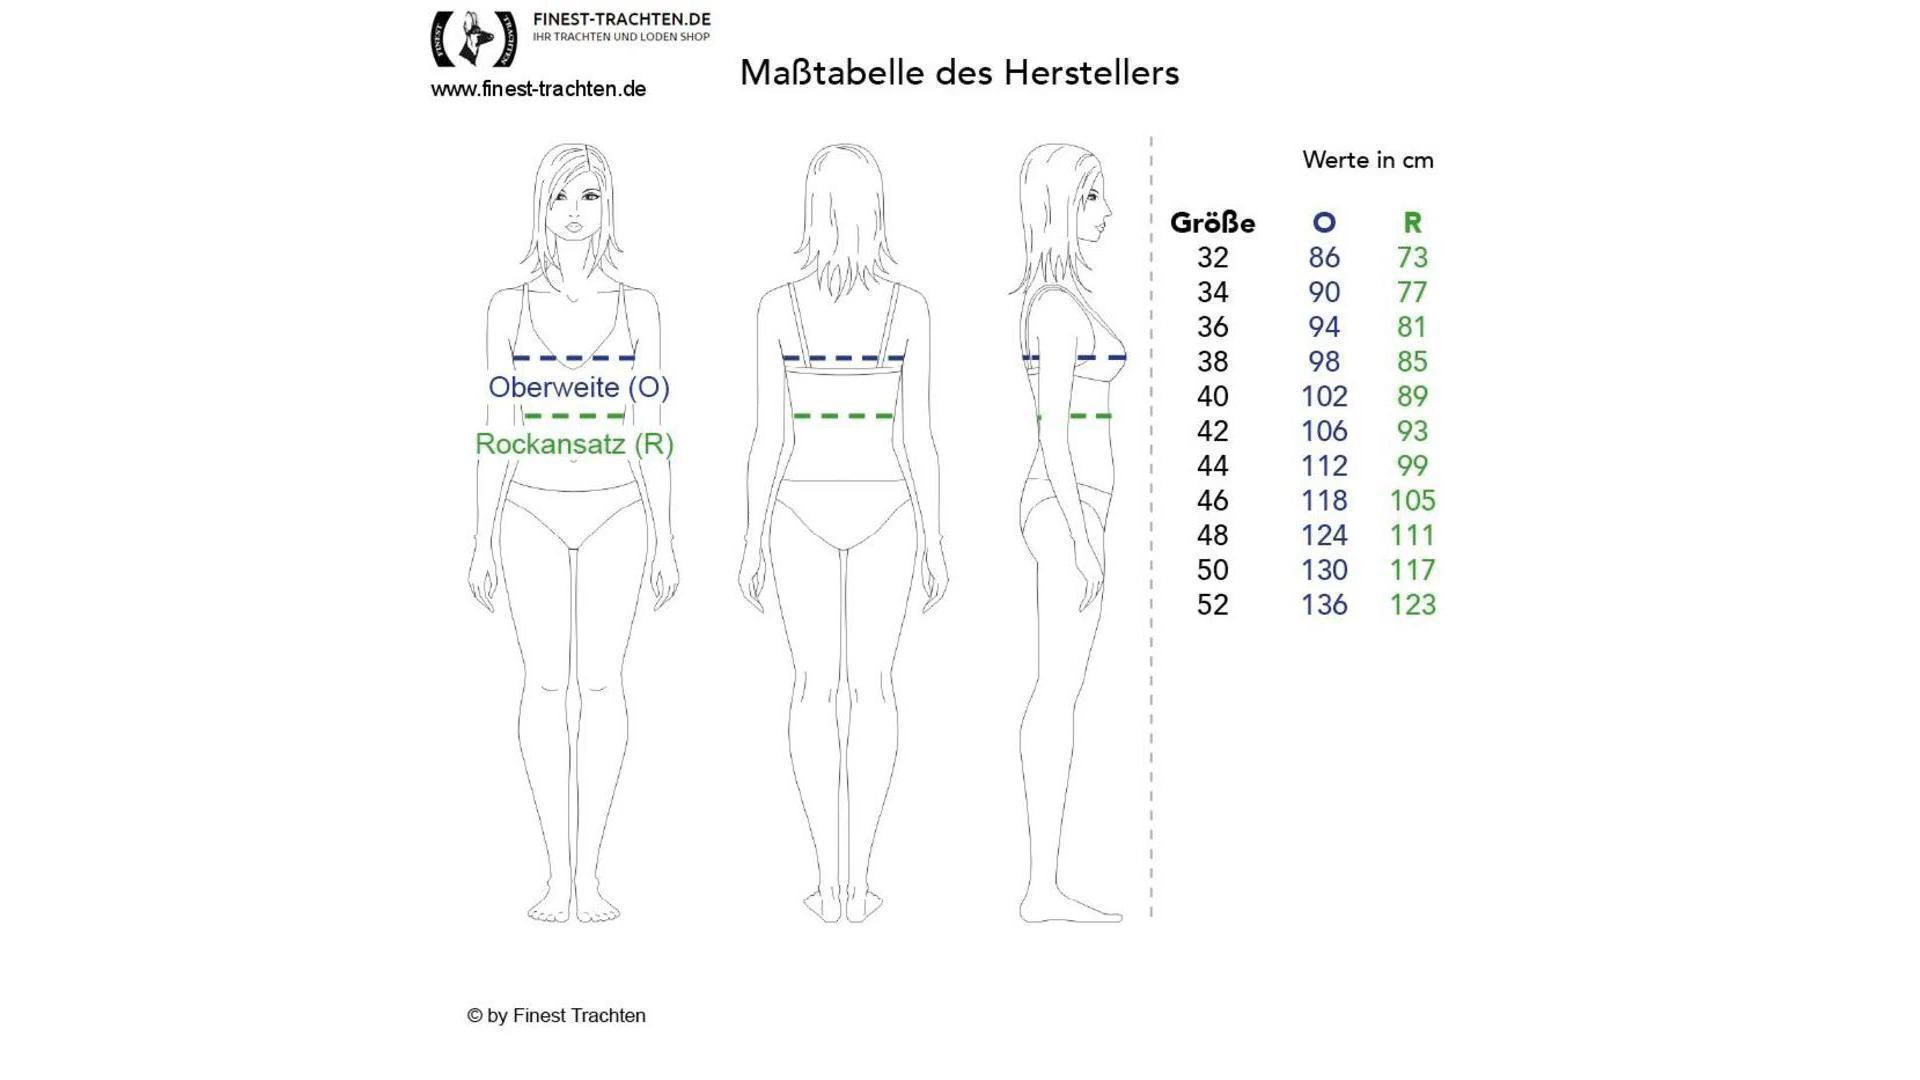 FINEST
TRACHTEN
FINEST-TRACHTEN.DE
IHR TRACHTEN UND LODEN SHOP
www.finest-trachten.de
Maßtabelle des Herstellers
Oberweite (O)
Rockansatz (R)
Werte in cm
Größe O R
32 86 73
34 90 77
36 94 81
38 98 85
40 102 89
42 106 93
44 112 99
46 118 105
48 124 111
50 130 117
52 136 123
© by Finest Trachten